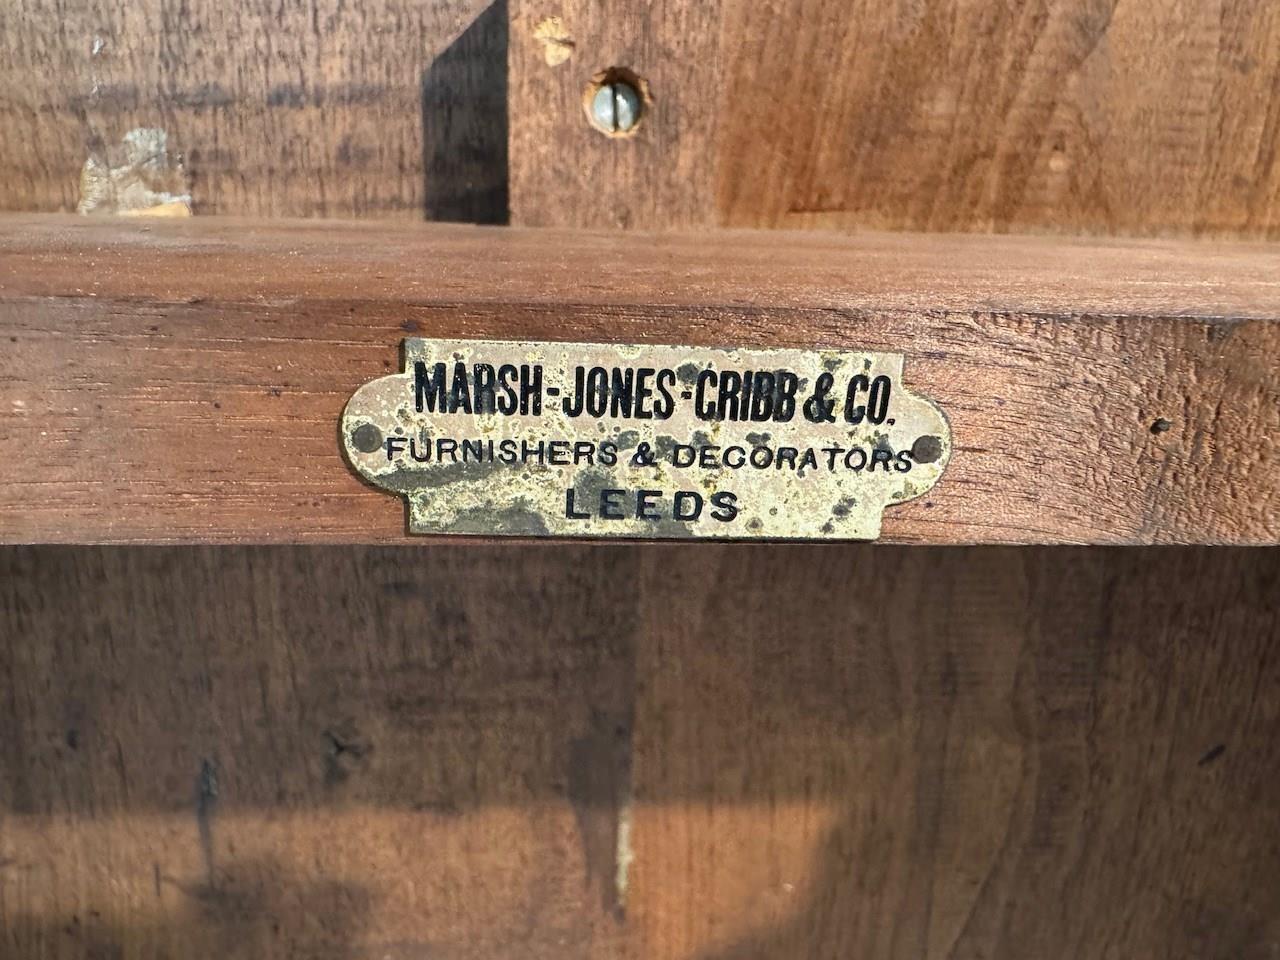 MARSH-JONES-CRIBB & CO.
FURNISHERS & DECORATORS
LEEDS